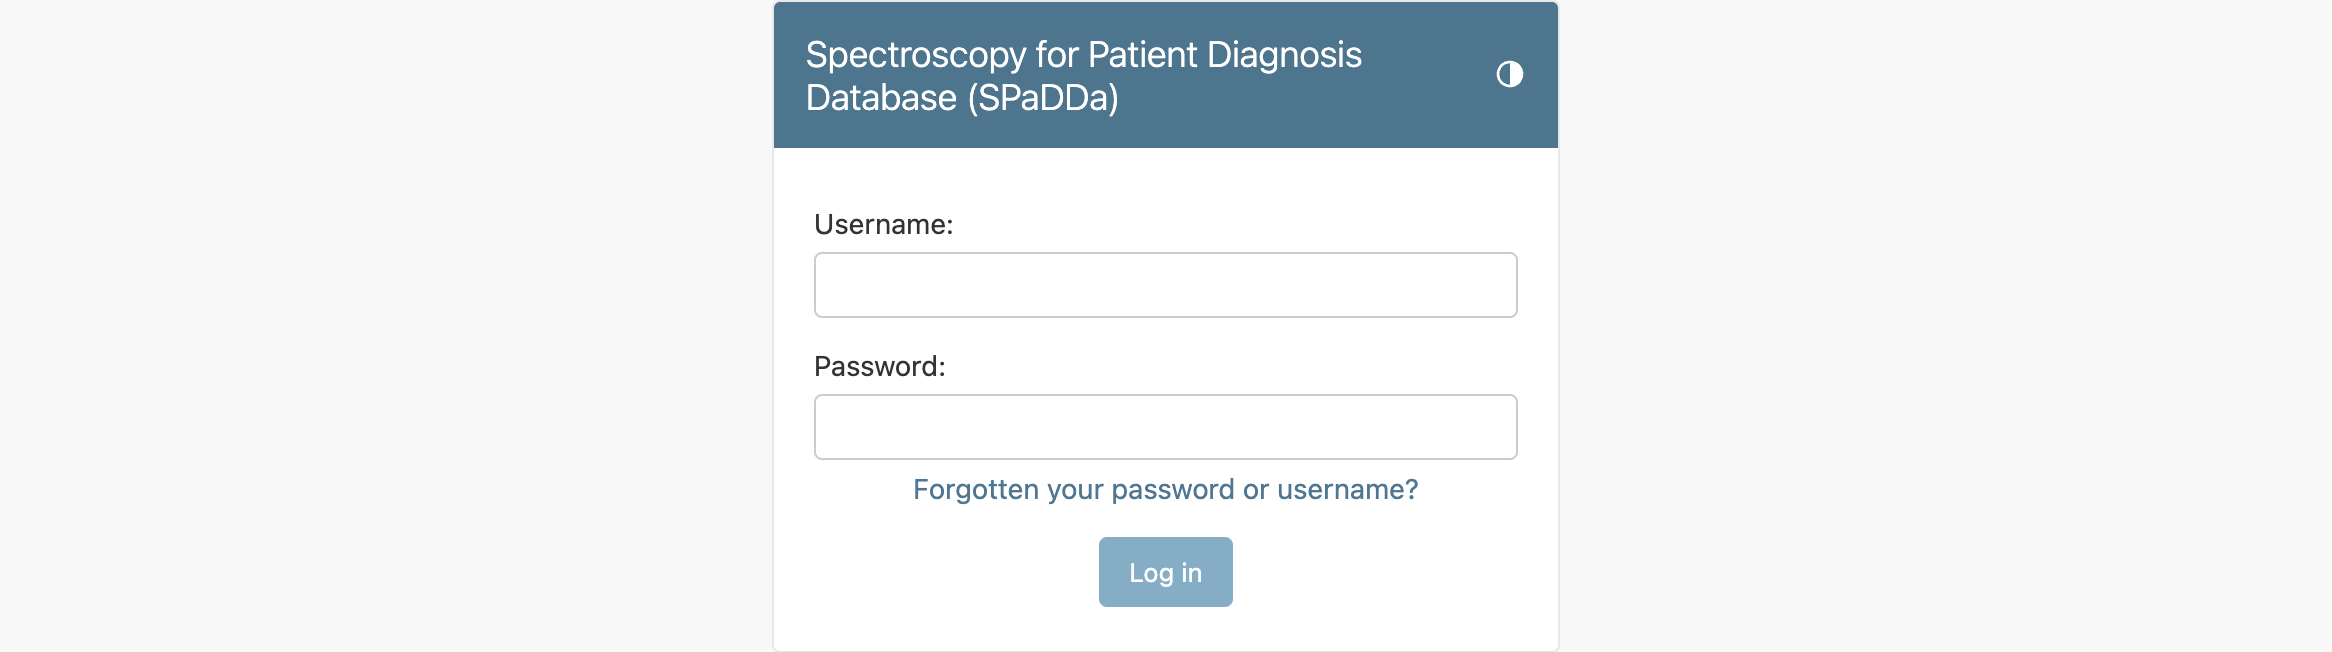 Spectroscopy for Patient Diagnosis
Database (SPaDDa)
Username:
Password:
Forgotten your password or username?
Log in